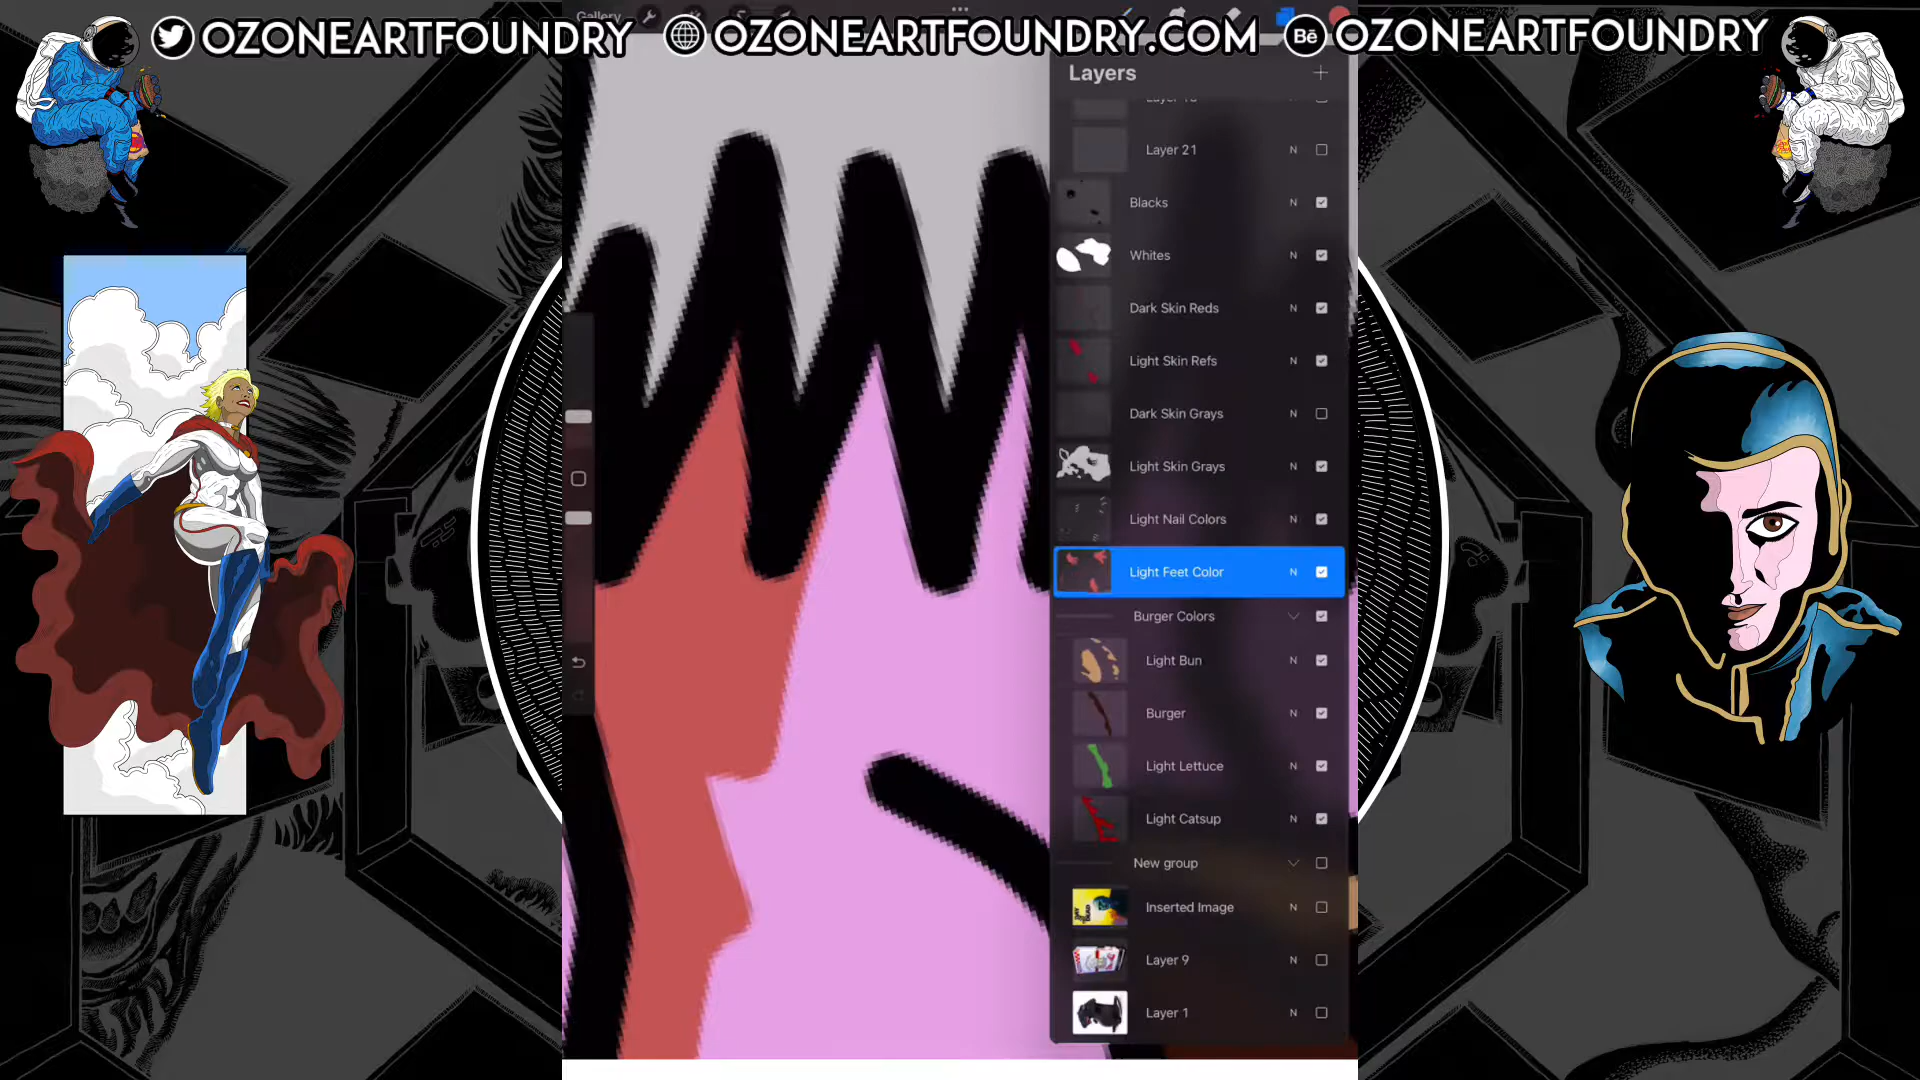 Gallery
OZONEARTFOUNDRY
OZONEARTFOUNDRY.COM
Bē OZONEARTFOUNDRY
Layers
Layer 21 N
Blacks N
Whites N
Dark Skin Reds N
Light Skin Refs N
Dark Skin Grays N
Light Skin Grays N
Light Nail Colors N
Light Feet Color N
Burger Colors
Light Bun N
Burger N
Light Lettuce N
Light Catsup N
New group
Inserted Image N
Layer 9 N
Layer 1 N